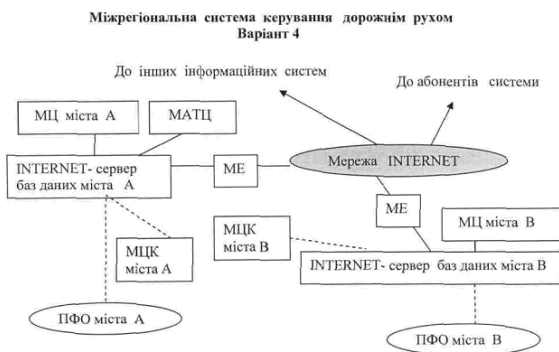 Міжрегіональна система керування дорожнім рухом
Варіант 4
До інших інформаційних систем
До абонентів системи
МЦ міста А
МАТЦ
INTERNET- сервер
баз даних міста А
МЕ
Мережа INTERNET
МЕ
МЦ міста В
МЦК
міста А
МЦК
міста В
INTERNET- сервер баз даних міста В
ПФО міста А
ПФО міста В